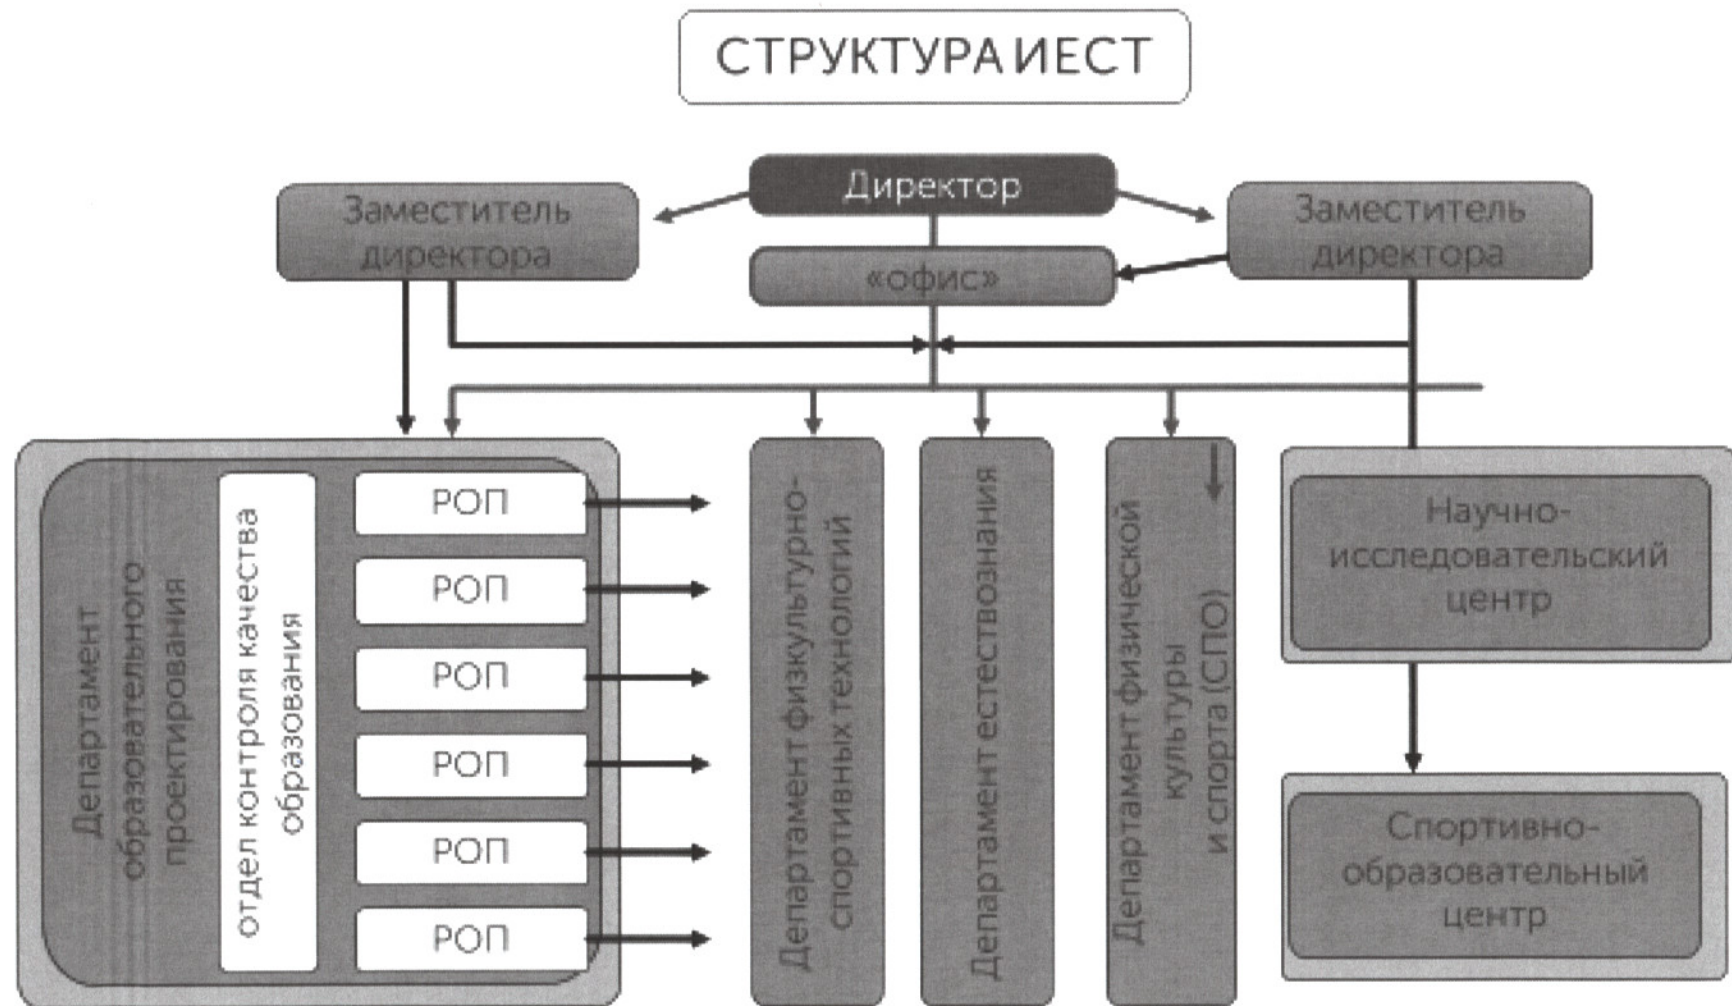 СТРУКТУРА ИЕСТ
Директор
Заместитель
директора
«офис»
Заместитель
директора
Департамент
образовательного
проектирования
отдел контроля качества
образования
РОП
РОП
РОП
РОП
РОП
РОП
Департамент физкультурно-
спортивных технологий
Департамент естествознания
Департамент физической
культуры
и спорта (СПО)
Научно-
исследовательский
центр
Спортивно-
образовательный
центр